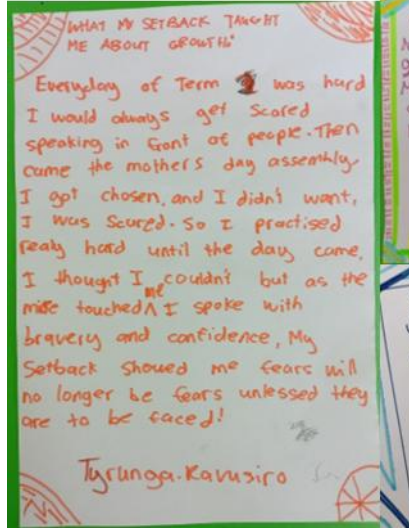 WHAT MY SETBACK TAUGHT
ME ABOUT GROWTH!
Everyday of Term 2 was hard
I would always get Scared
speaking in Gont of people. Then
came the mothers day assembly
I got chosen, and I didn't want,
I was Scared. So I practised
realy hard until the day came.
I thought I couldn't but as the
mice touched me I spoke with
bravery and confidence, My
Setback Showed me fears will
no longer be fears unlessed they
are to be faced!
Tyrunga-Kavusiro